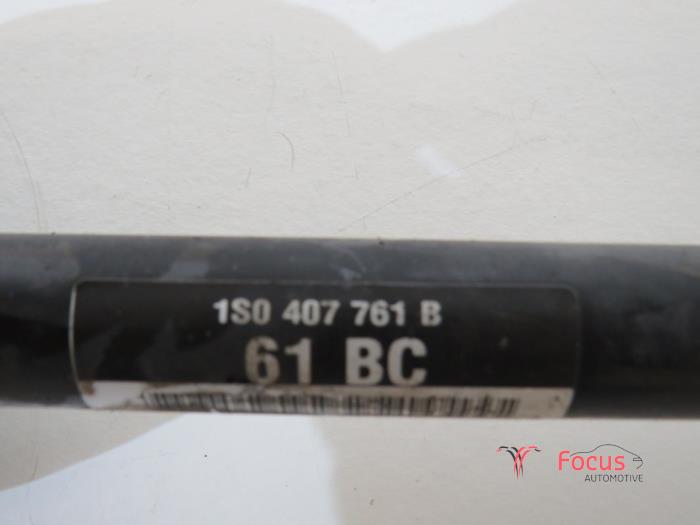 1S0 407 761 B
61 BC
Focus
AUTOMOTIVE